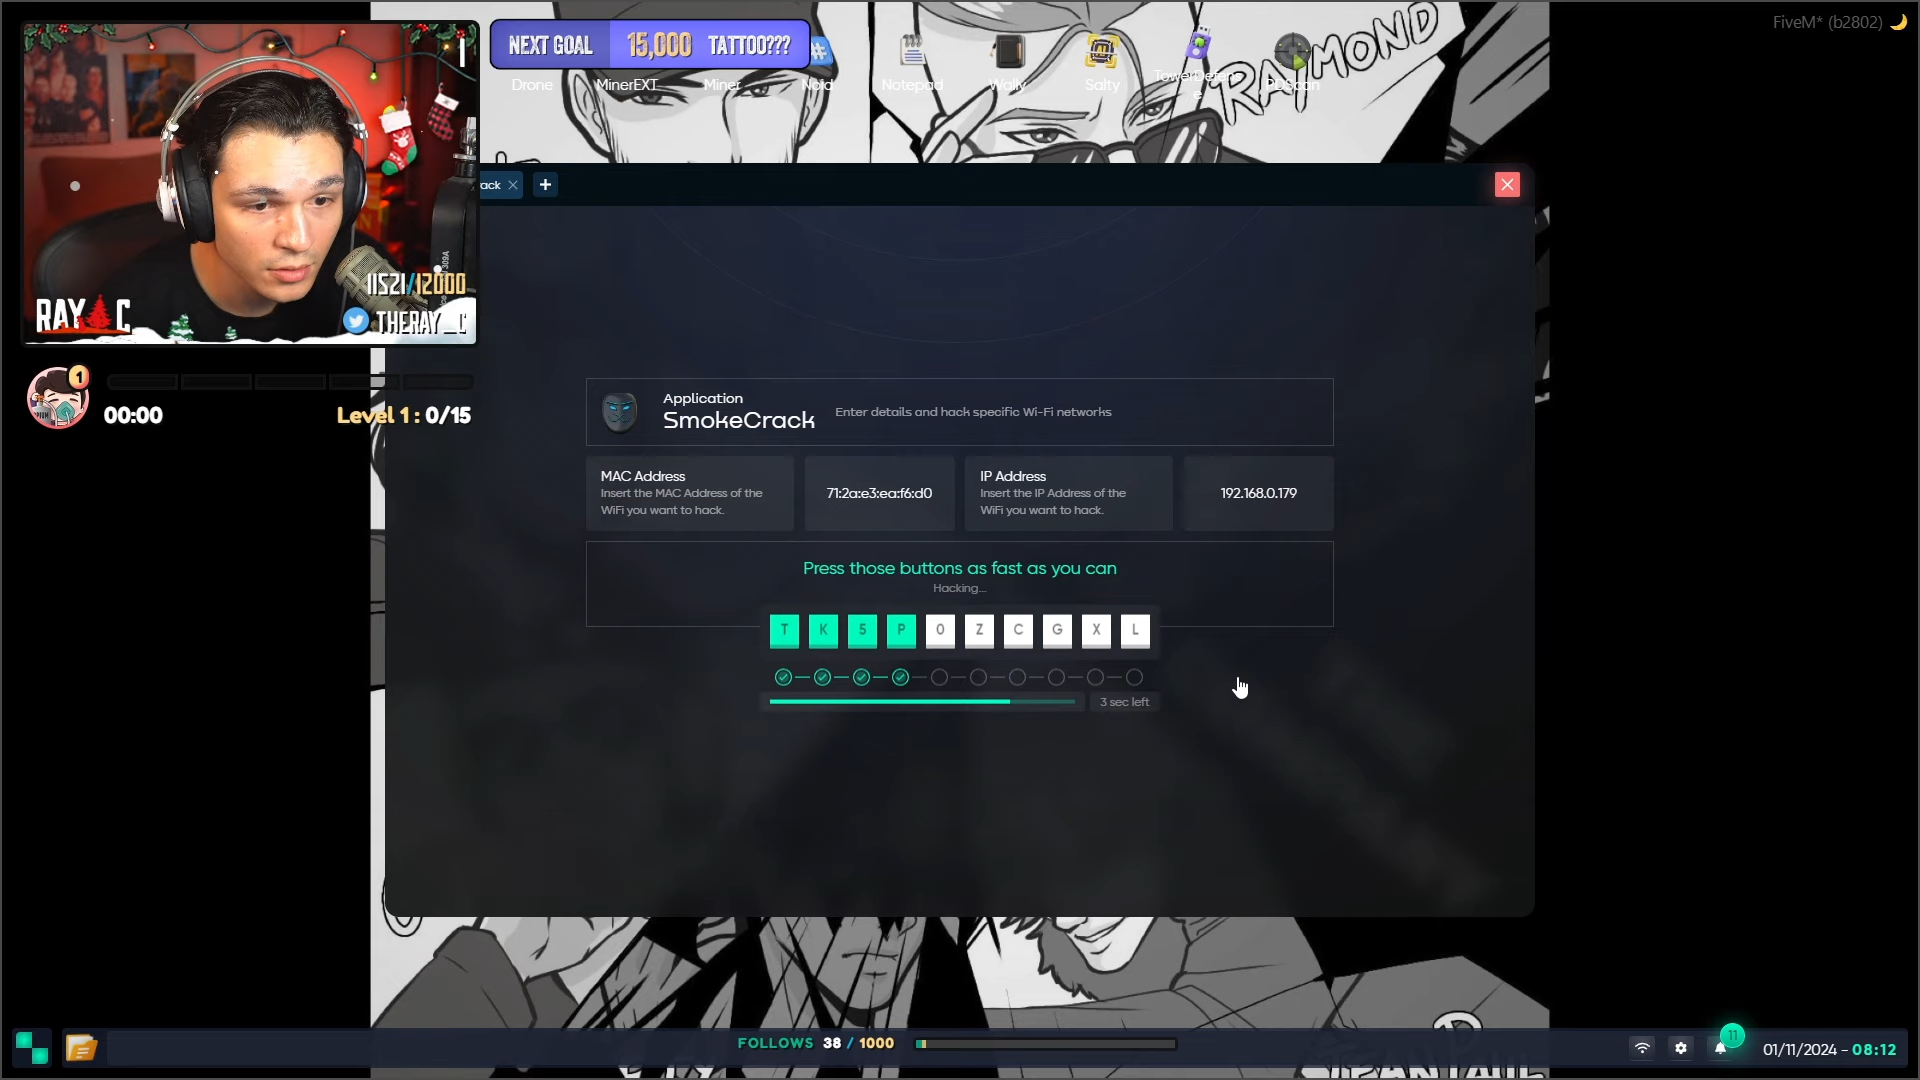 FiveM* (b2802)
NEXT GOAL 15,000 TATTOO???
Drone MinerEXT Miner Notepad Wally Salty PDScan
RAYMOND
ack
11521/12000
RAY C
THERAY__C
1
00:00
Level 1 : 0/15
Application
SmokeCrack
Enter details and hack specific Wi-Fi networks
MAC Address
Insert the MAC Address of the
WiFi you want to hack.
71:2a:e3:ea:f6:d0
IP Address
Insert the IP Address of the
WiFi you want to hack.
192.168.0.179
Press those buttons as fast as you can
Hacking...
T K 5 P 0 Z C G X L
3 sec left
FOLLOWS 38 / 1000
11
01/11/2024 - 08:12